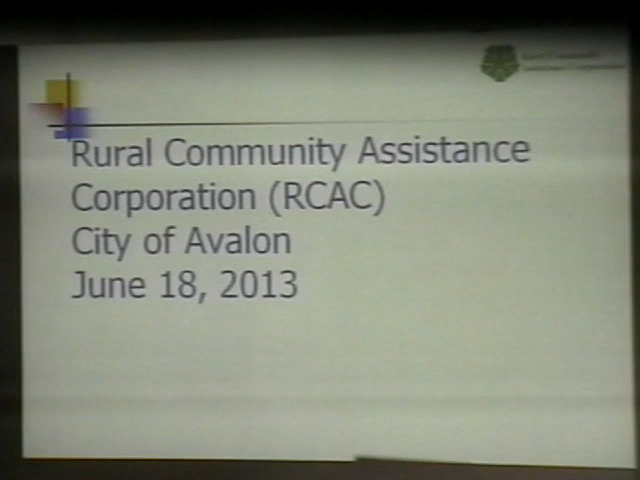 Rural Community Assistance
Corporation (RCAC)
City of Avalon
June 18, 2013